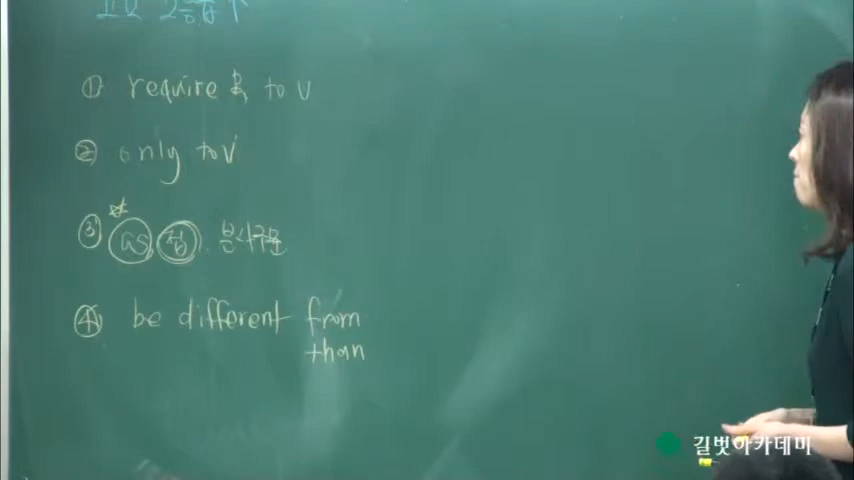 ① require & to v
② only to v
③ as 접 분사구문
④ be different from
than
길벗아카데미